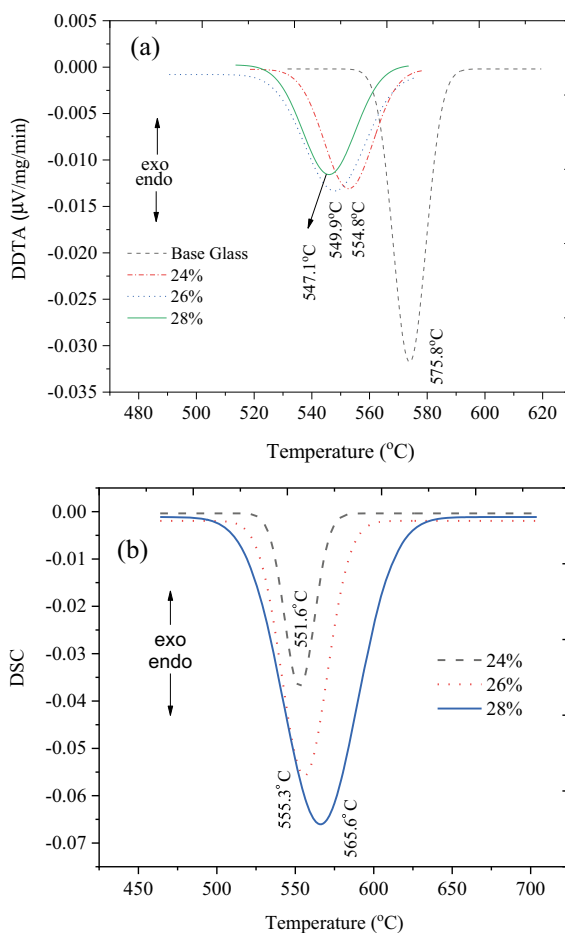 (a)
0.005
0.000
-0.005
-0.010
-0.015
-0.020
-0.025
-0.030
-0.035
DDTA (μV/mg/min)
exo
endo
Base Glass
24%
26%
28%
547.1°C
549.9°C
554.8°C
575.8°C
480 500 520 540 560 580 600 620
Temperature (°C)
(b)
0.00
-0.01
-0.02
-0.03
-0.04
-0.05
-0.06
-0.07
DSC
exo
endo
551.6°C
24%
26%
28%
555.3°C
565.6°C
450 500 550 600 650 700
Temperature (°C)